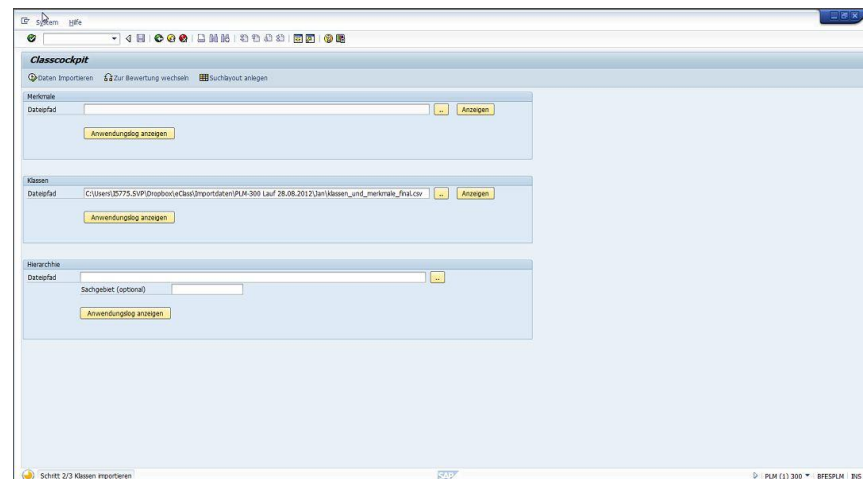 System Hilfe
Classcockpit
Daten Importieren Zur Bewertung wechseln Suchlayout anlegen
Merkmale
Dateipfad .. Anzeigen
Anwendungslog anzeigen
Klassen
Dateipfad C:\Users\I5775.SVP\Dropbox\eClass\Importdaten\PLM-300 Lauf 28.08.2012\Jan\klassen_und_merkmale_final.csv .. Anzeigen
Anwendungslog anzeigen
Hierarchhie
Dateipfad ..
Sachgebiet (optional)
Anwendungslog anzeigen
Schritt 2/3 Klassen importieren SAP PLM (1) 300 BFESPLM INS